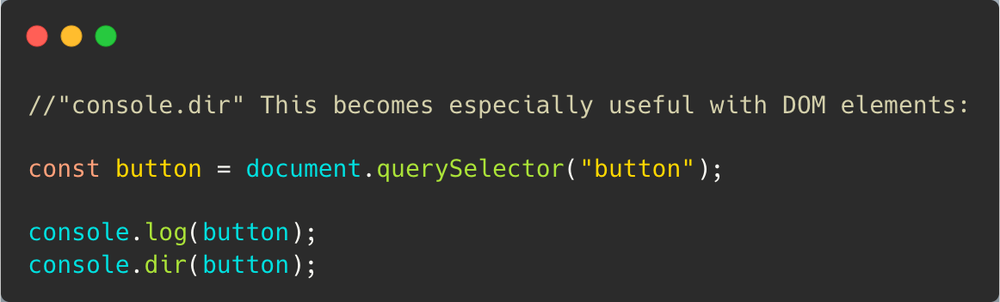 //"console.dir" This becomes especially useful with DOM elements:
const button = document.querySelector("button");
console.log(button);
console.dir(button);